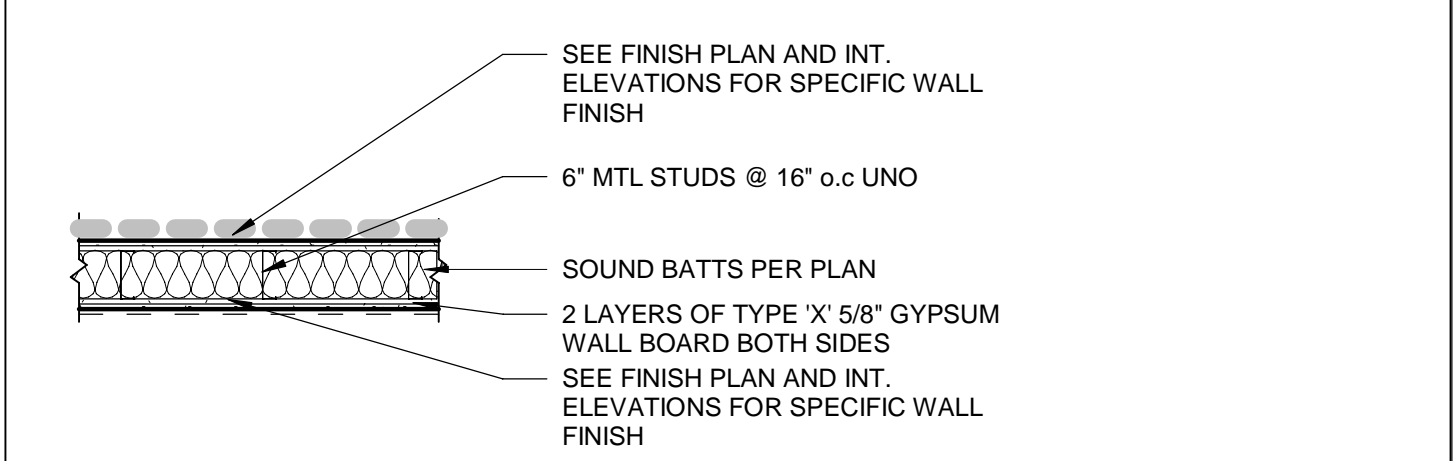 SEE FINISH PLAN AND INT.
ELEVATIONS FOR SPECIFIC WALL
FINISH
6" MTL STUDS @ 16" o.c UNO
SOUND BATTS PER PLAN
2 LAYERS OF TYPE 'X' 5/8" GYPSUM
WALL BOARD BOTH SIDES
SEE FINISH PLAN AND INT.
ELEVATIONS FOR SPECIFIC WALL
FINISH